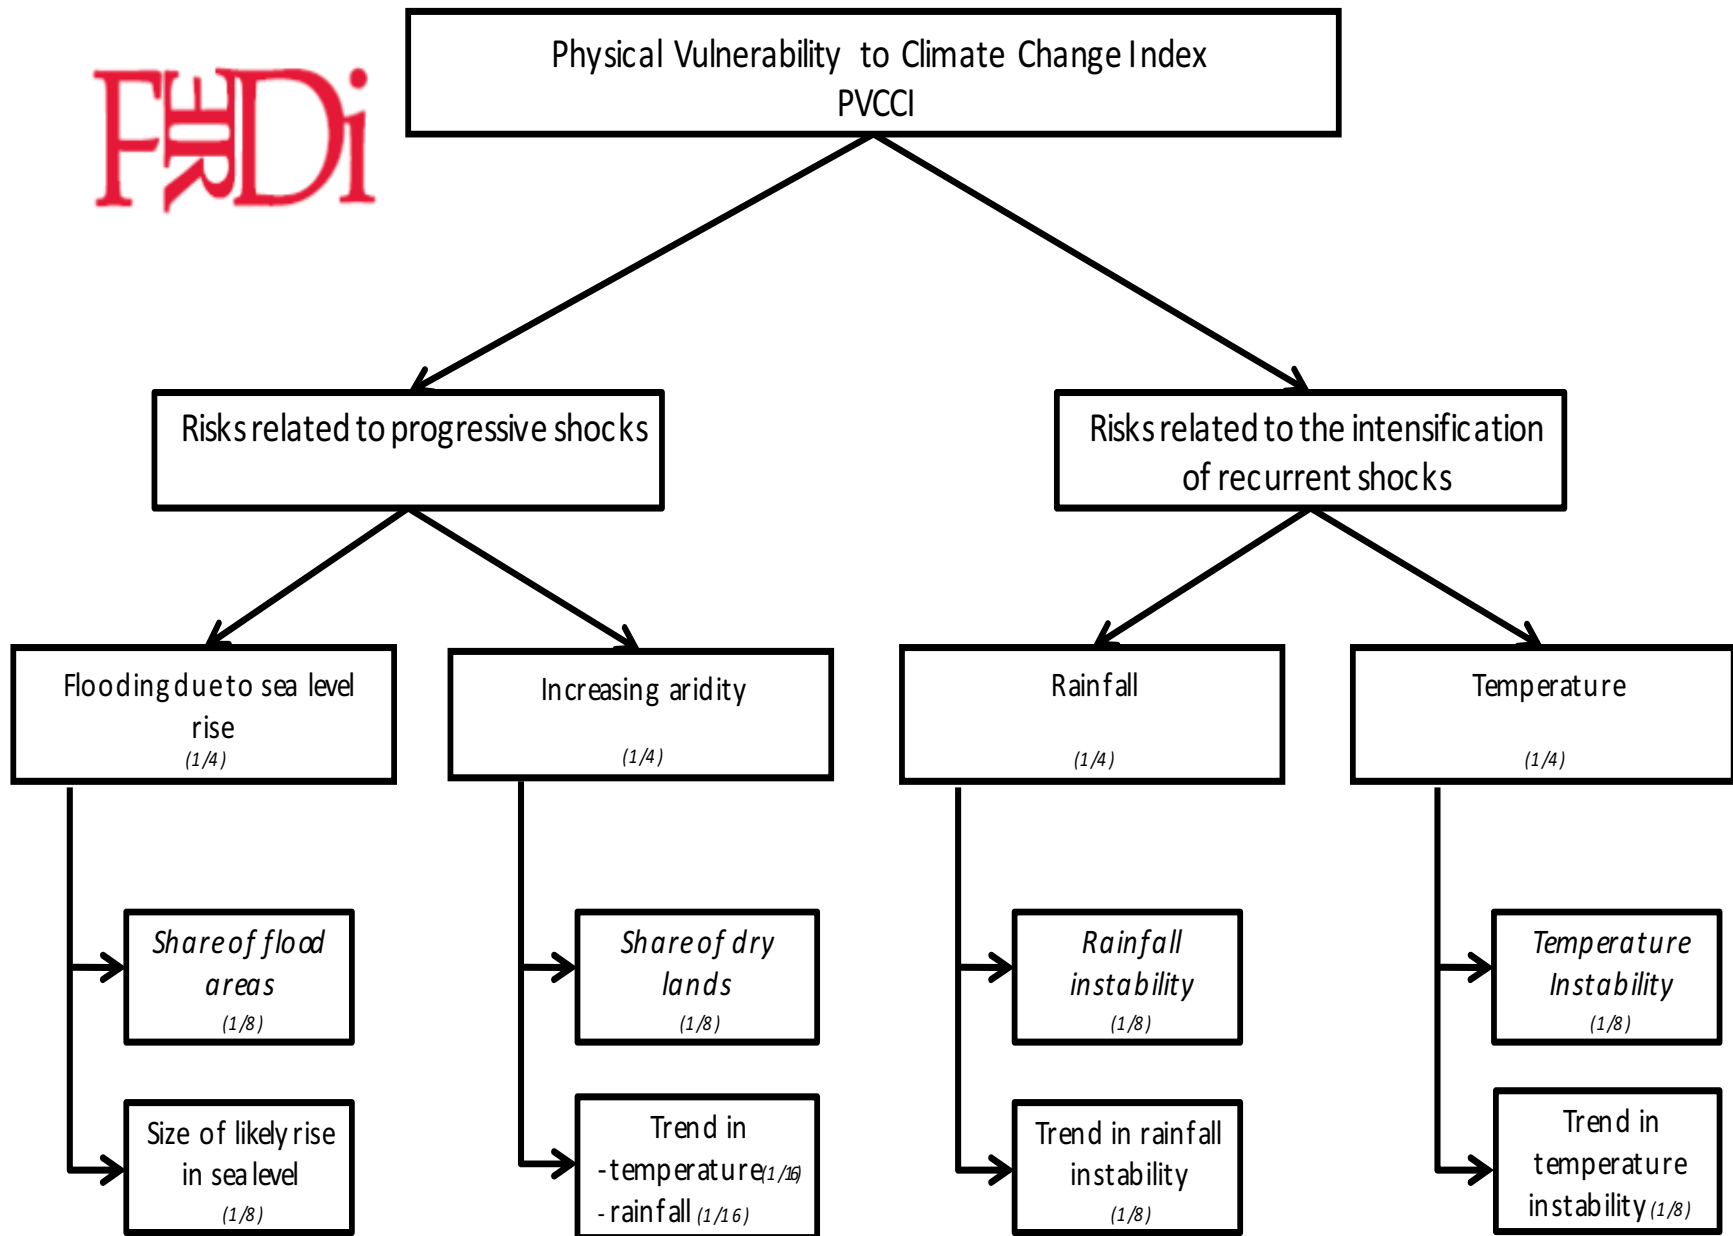 Physical Vulnerability to Climate Change Index
PVCCI
FERDi
Risks related to progressive shocks
Risks related to the intensification
of recurrent shocks
Flooding due to sea level
rise
(1/4)
Increasing aridity
(1/4)
Rainfall
(1/4)
Temperature
(1/4)
Share of flood
areas
(1/8)
Share of dry
lands
(1/8)
Rainfall
instability
(1/8)
Temperature
Instability
(1/8)
Size of likely rise
in sea level
(1/8)
Trend in
- temperature (1/16)
- rainfall (1/16)
Trend in rainfall
instability
(1/8)
Trend in
temperature
instability (1/8)